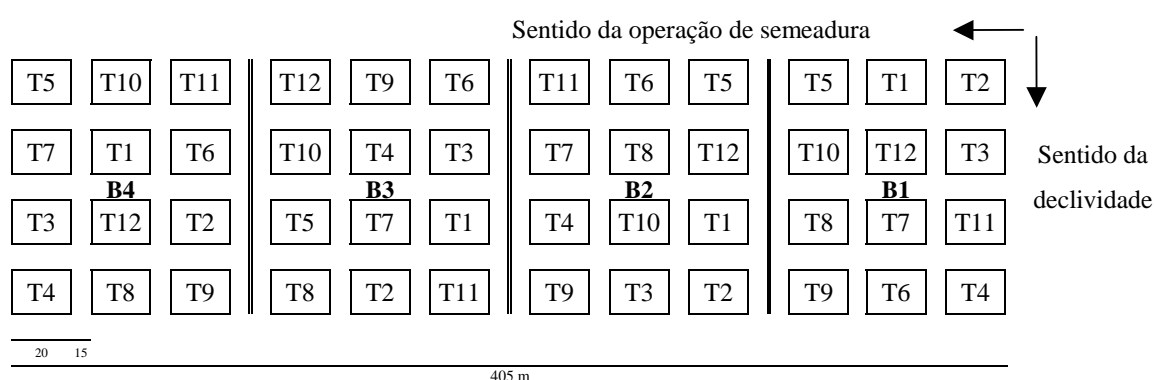 Sentido da operação de semeadura
T5 T10 T11 T12 T9 T6 T11 T6 T5 T5 T1 T2
T7 T1 T6 T10 T4 T3 T7 T8 T12 T10 T12 T3
Sentido da
B4 B3 B2 B1
declividade
T3 T12 T2 T5 T7 T1 T4 T10 T1 T8 T7 T11
T4 T8 T9 T8 T2 T11 T9 T3 T2 T9 T6 T4
20 15
405 m